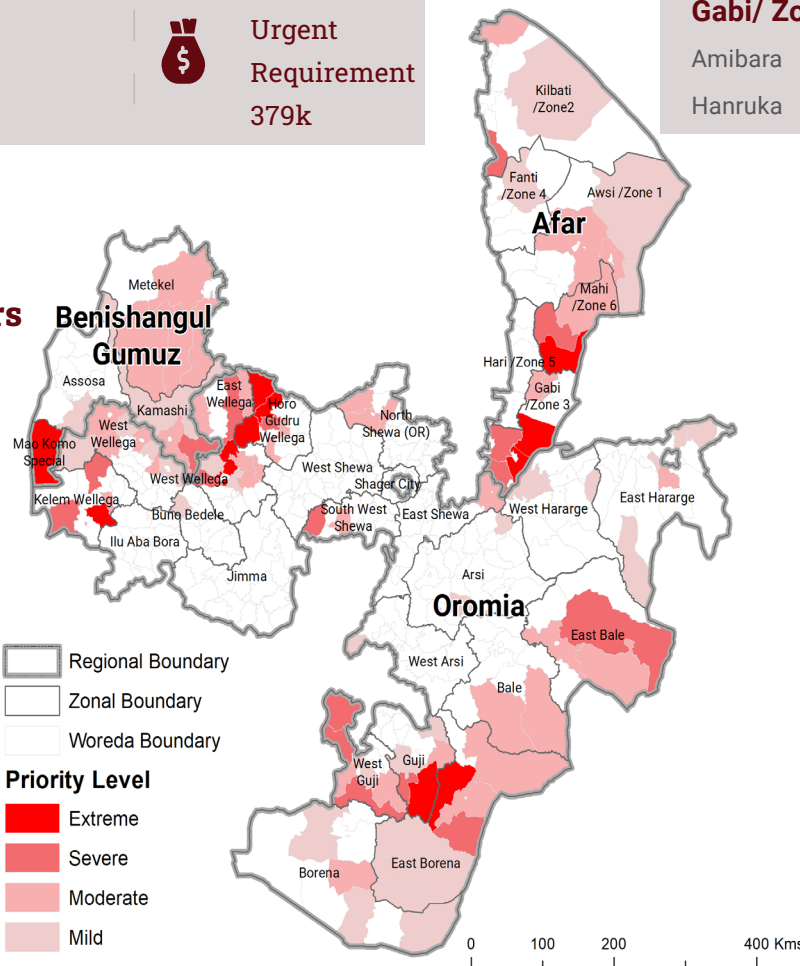 Urgent
Requirement
379k
Gabi/ Zo
Amibara
Hanruka
rs
Kilbati
/Zone2
Fanti
/Zone 4
Awsi /Zone 1
Afar
Mahi
/Zone 6
Hari /Zone 5
Gabi
/Zone 3
Metekel
Benishangul
Gumuz
Assosa
Kamashi
East
Wellega
Horo
Gudru
Wellega
North
Shewa (OR)
West
Wellega
Mao Komo
Special
West Wellega
West Shewa
Shager City
Kelem Wellega
Buno Bedele
South West
Shewa
East Shewa
West Hararge
East Hararge
Ilu Aba Bora
Jimma
Arsi
Oromia
East Bale
West Arsi
Bale
West
Guji
Guji
Borena
East Borena
Regional Boundary
Zonal Boundary
Woreda Boundary
Priority Level
Extreme
Severe
Moderate
Mild
0 100 200 400 Kms